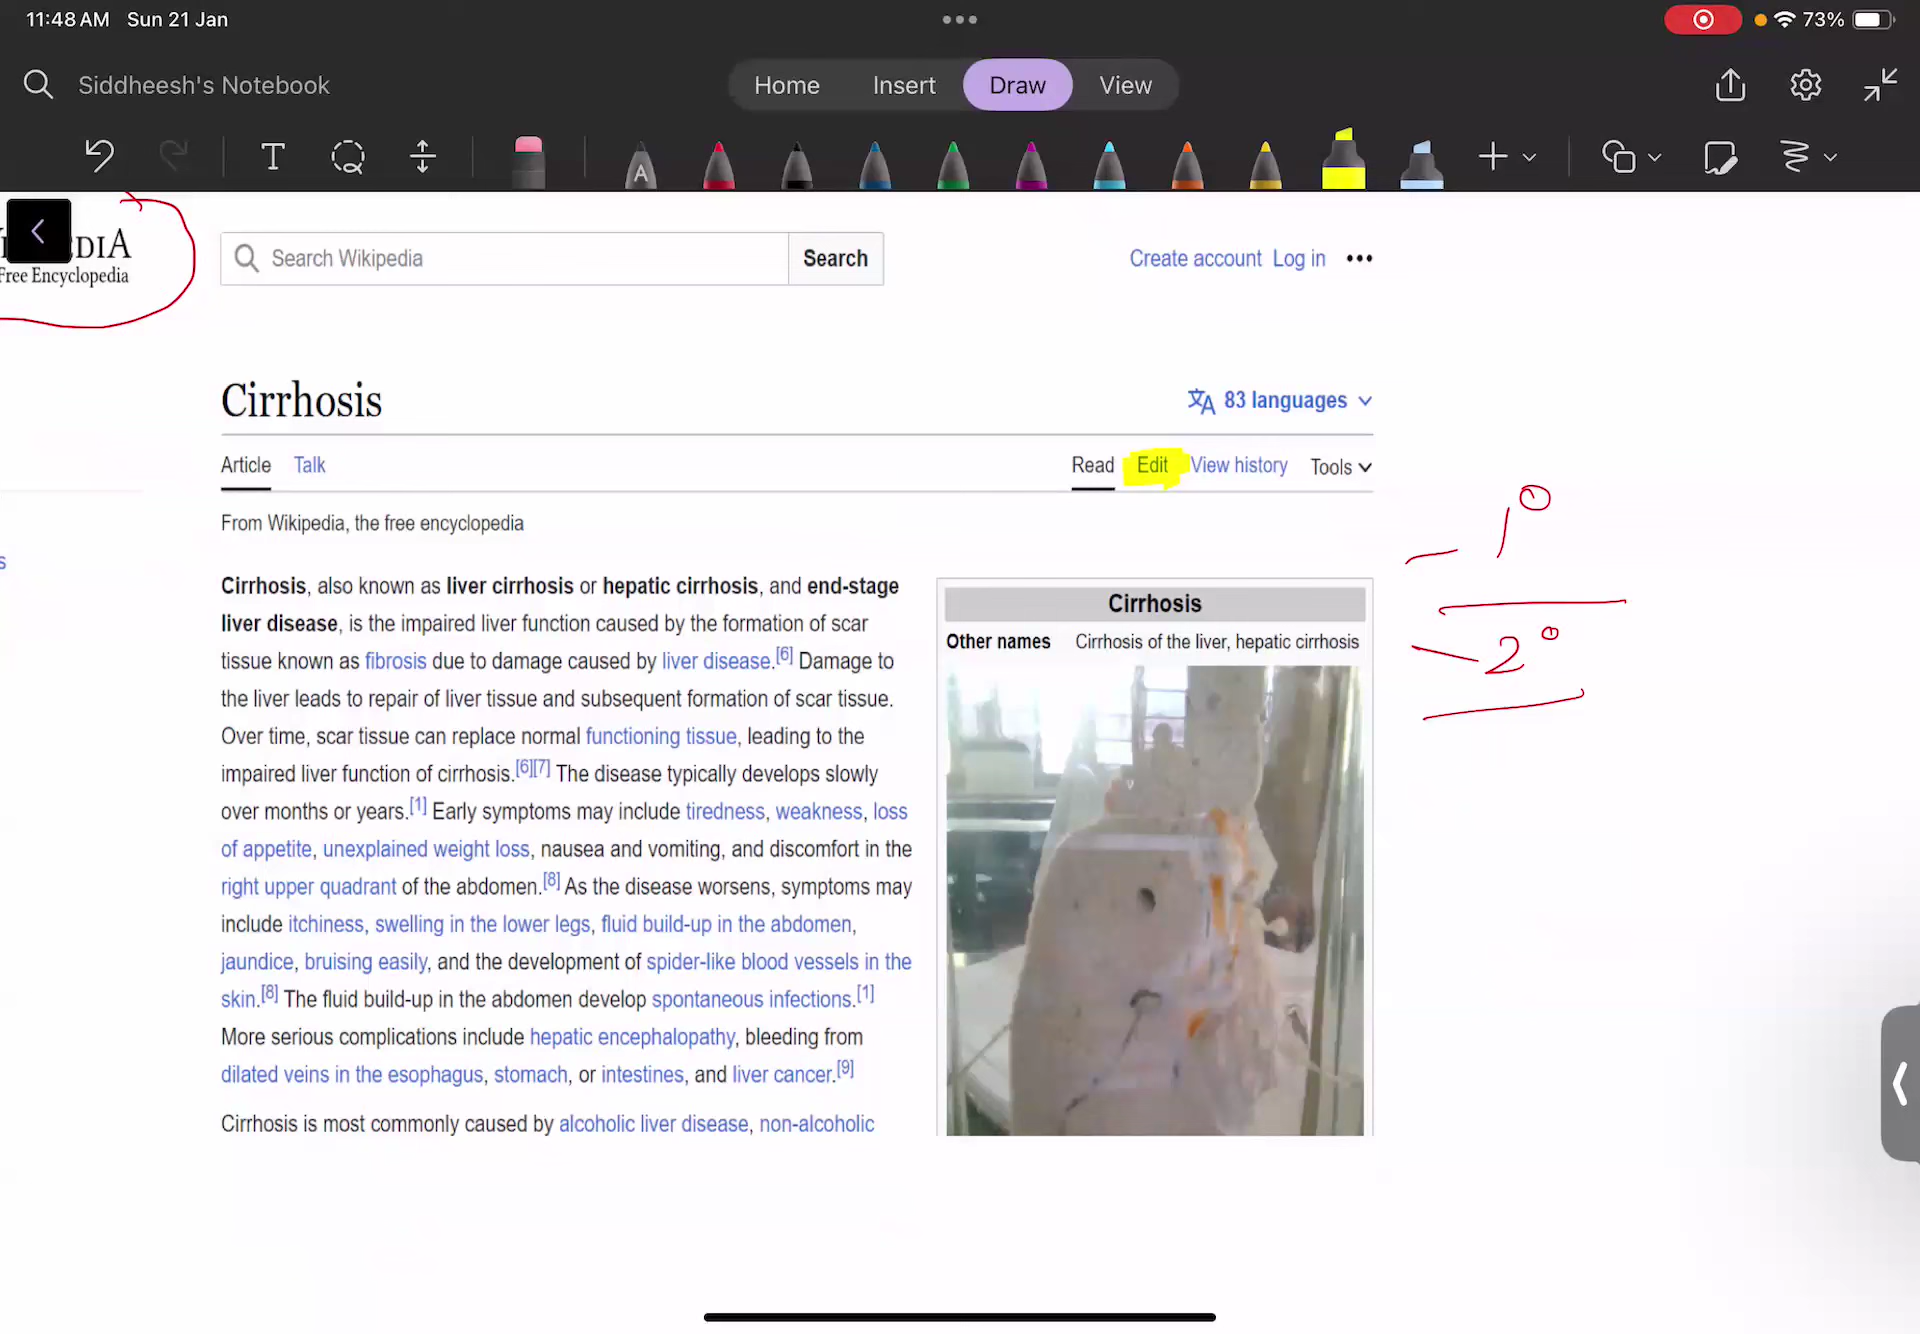 11:48 AM Sun 21 Jan
73%
Siddheesh's Notebook
Home Insert Draw View
T
A
DIA
Free Encyclopedia
Search Wikipedia Search
Create account Log in
Cirrhosis
83 languages
Article Talk
Read Edit View history Tools
From Wikipedia, the free encyclopedia
1°
2°
s
Cirrhosis, also known as liver cirrhosis or hepatic cirrhosis, and end-stage
liver disease, is the impaired liver function caused by the formation of scar
tissue known as fibrosis due to damage caused by liver disease.[6] Damage to
the liver leads to repair of liver tissue and subsequent formation of scar tissue.
Over time, scar tissue can replace normal functioning tissue, leading to the
impaired liver function of cirrhosis.[6][7] The disease typically develops slowly
over months or years.[1] Early symptoms may include tiredness, weakness, loss
of appetite, unexplained weight loss, nausea and vomiting, and discomfort in the
right upper quadrant of the abdomen.[8] As the disease worsens, symptoms may
include itchiness, swelling in the lower legs, fluid build-up in the abdomen,
jaundice, bruising easily, and the development of spider-like blood vessels in the
skin.[8] The fluid build-up in the abdomen develop spontaneous infections.[1]
More serious complications include hepatic encephalopathy, bleeding from
dilated veins in the esophagus, stomach, or intestines, and liver cancer.[9]
Cirrhosis is most commonly caused by alcoholic liver disease, non-alcoholic
Cirrhosis
Other names Cirrhosis of the liver, hepatic cirrhosis